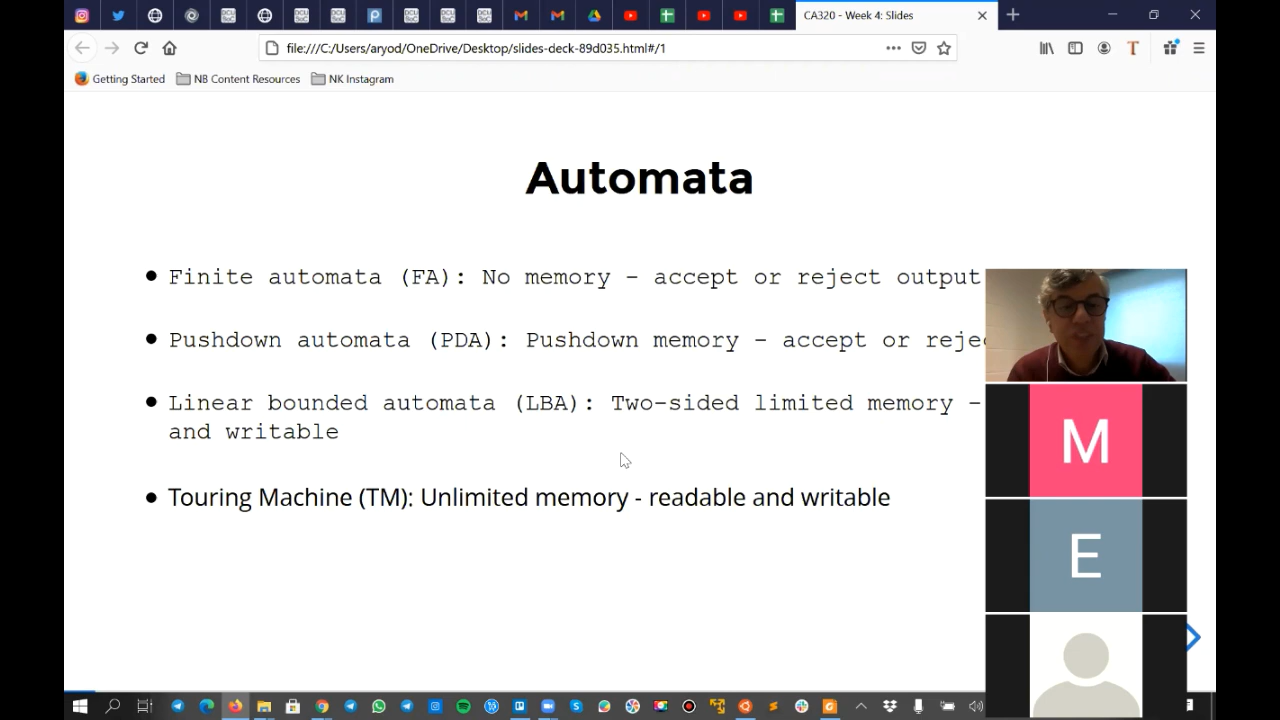 CA320 - Week 4: Slides
file:///C:/Users/aryod/OneDrive/Desktop/slides-deck-89d035.html#/1
Getting Started
NB Content Resources
NK Instagram
Automata
Finite automata (FA): No memory - accept or reject output
Pushdown automata (PDA): Pushdown memory - accept or rejec
Linear bounded automata (LBA): Two-sided limited memory -
and writable
Touring Machine (TM): Unlimited memory - readable and writable
M
E